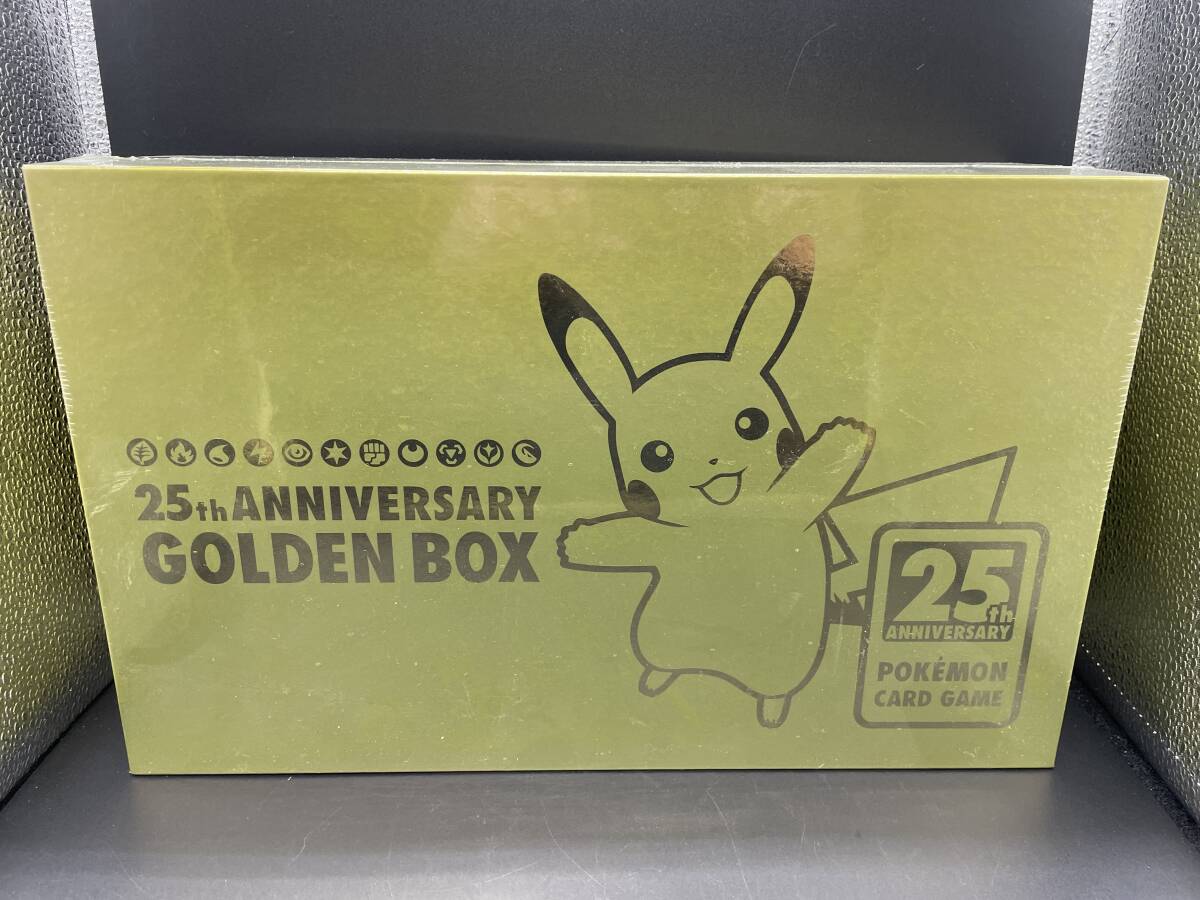 25th ANNIVERSARY
GOLDEN BOX
25th
ANNIVERSARY
POKÉMON
CARD GAME